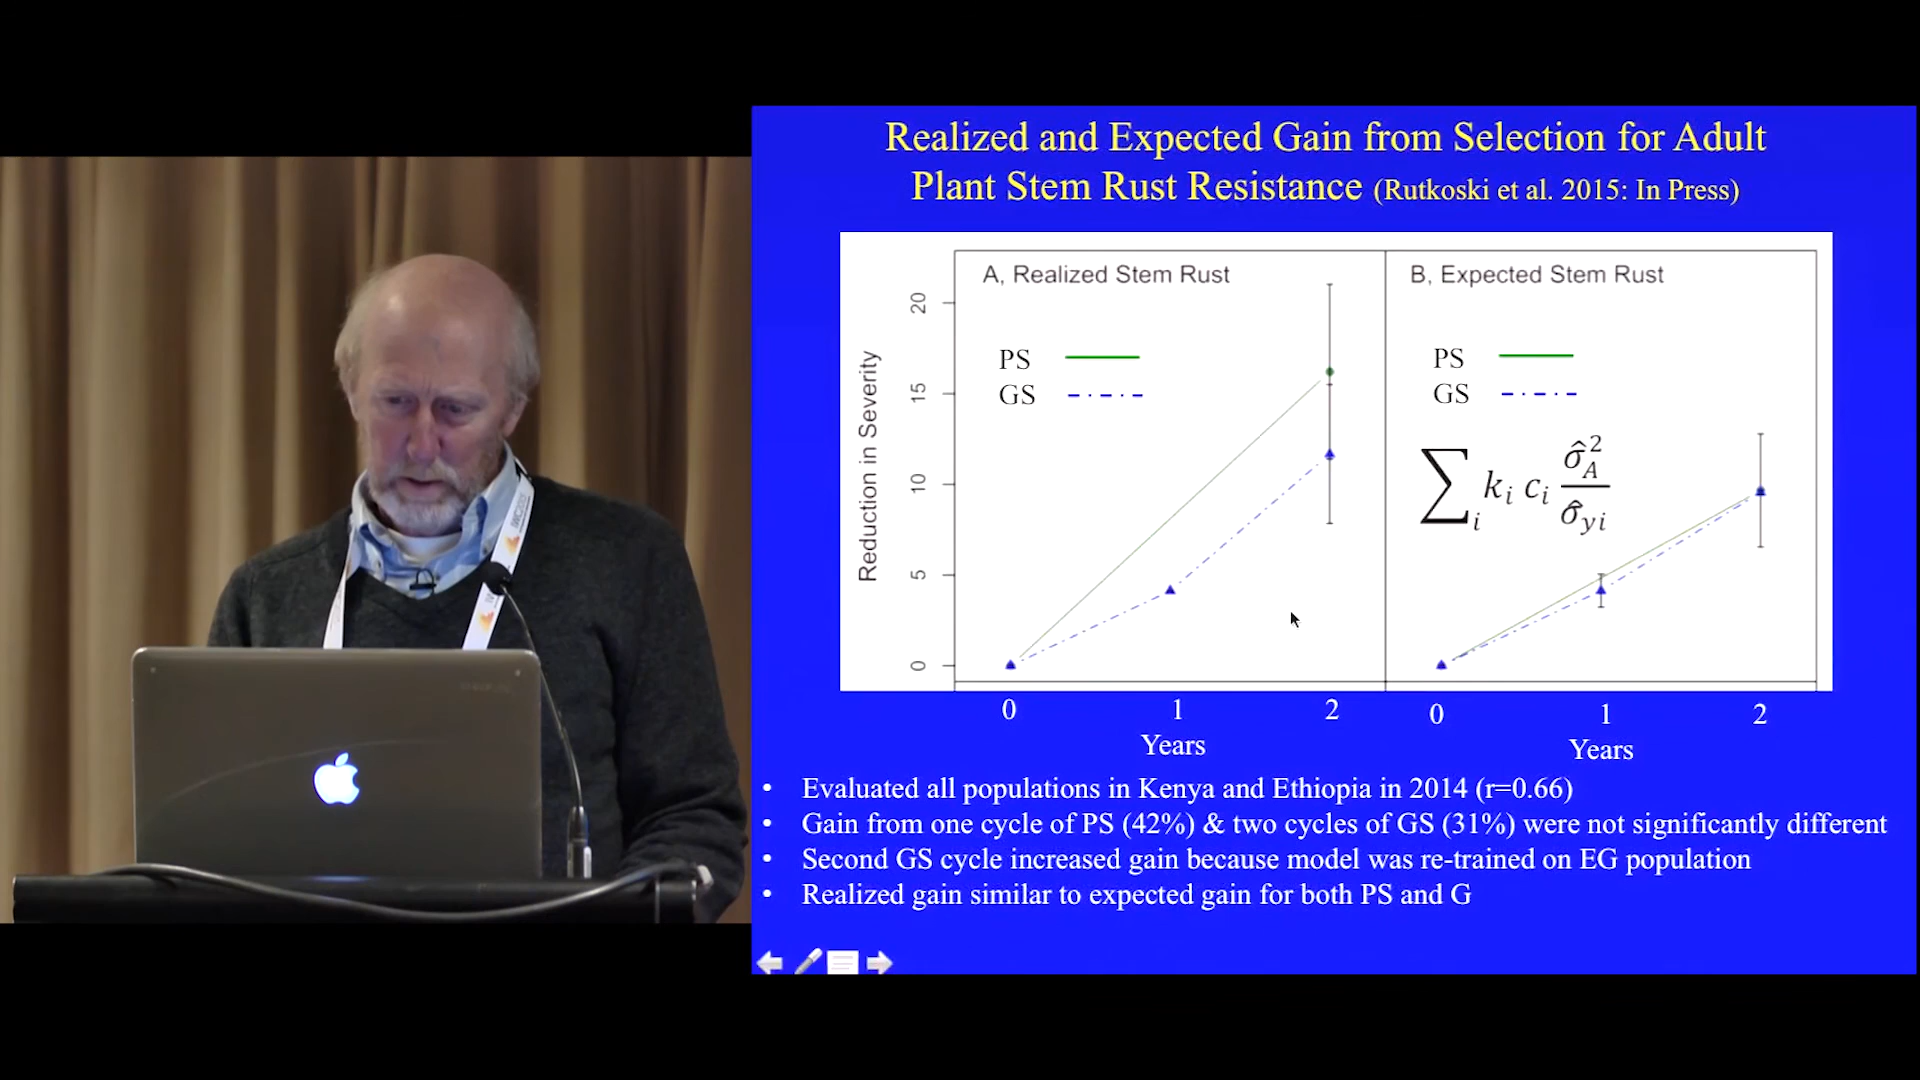 Realized and Expected Gain from Selection for Adult
Plant Stem Rust Resistance (Rutkoski et al. 2015: In Press)
A, Realized Stem Rust
B, Expected Stem Rust
Reduction in Severity
20
15
10
5
0
PS
GS
PS
GS
∑i ki ci σ̂²A / σ̂yi
0 1 2
Years
0 1 2
Years
• Evaluated all populations in Kenya and Ethiopia in 2014 (r=0.66)
• Gain from one cycle of PS (42%) & two cycles of GS (31%) were not significantly different
• Second GS cycle increased gain because model was re-trained on EG population
• Realized gain similar to expected gain for both PS and G